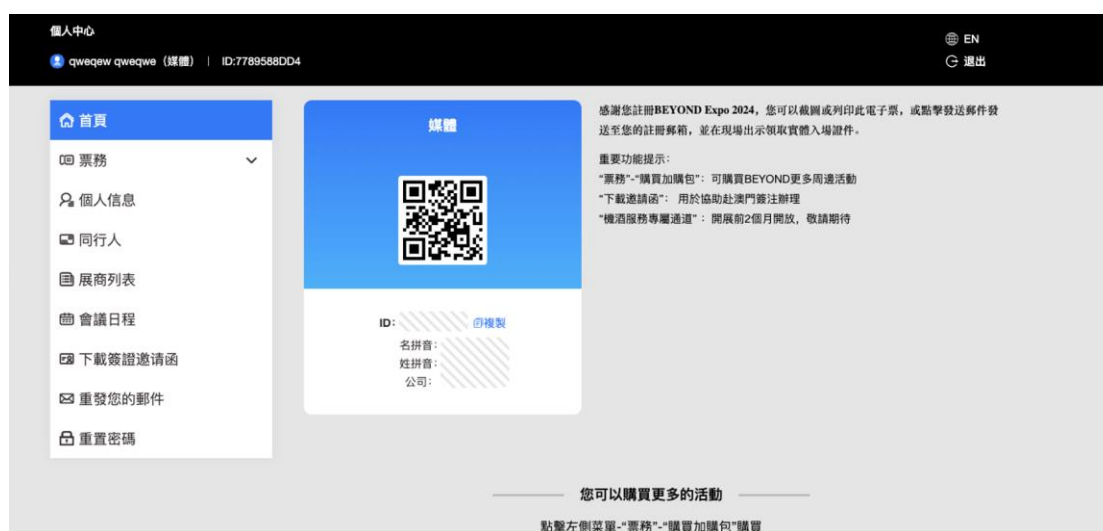 個人中心
qweqew qweqwe（媒體） | ID:7789588DD4
EN
退出
首頁
票務
個人信息
同行人
展商列表
會議日程
下載簽證邀请函
重發您的郵件
重置密碼
媒體
ID:
複製
名拼音:
姓拼音:
公司:
感謝您註冊BEYOND Expo 2024，您可以截圖或列印此電子票，或點擊發送郵件發
送至您的註冊郵箱，並在現場出示領取實體入場證件。
重要功能提示：
“票務”-“購買加購包”：可購買BEYOND更多周邊活動
“下載邀請函”： 用於協助赴澳門簽注辦理
“機酒服務專屬通道”：開展前2個月開放，敬請期待
您可以購買更多的活動
點擊左側菜單-“票務”-“購買加購包”購買